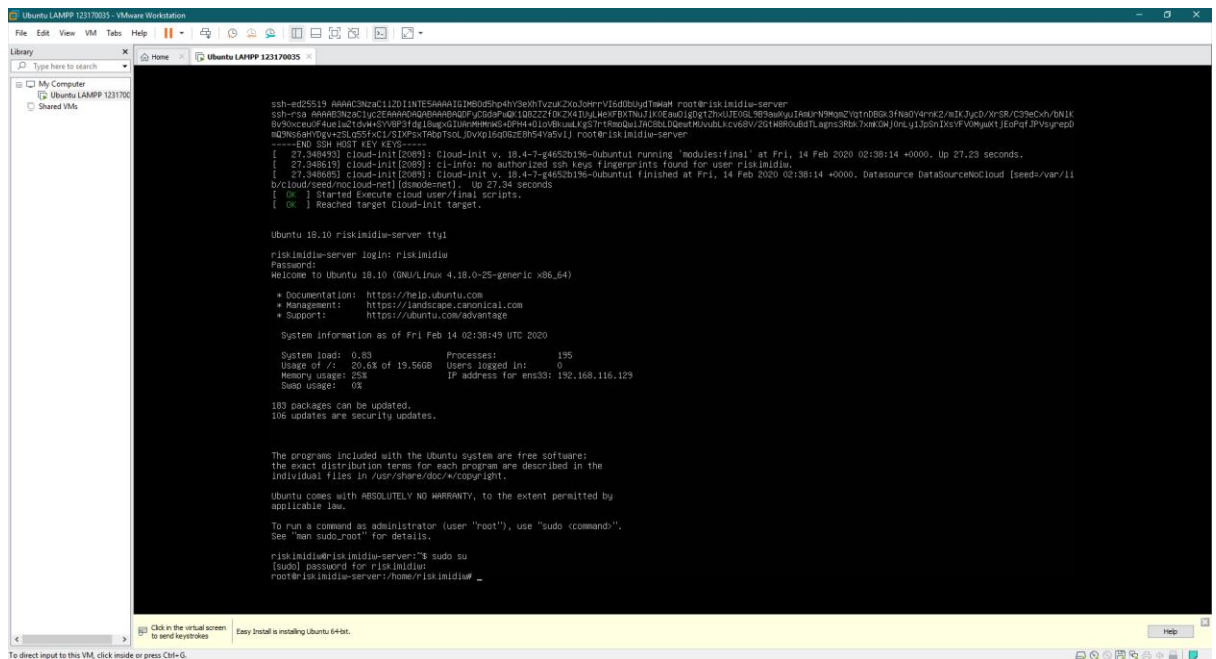 Ubuntu LAMPP 123170035 - VMware Workstation
File Edit View VM Tabs Help
Library
Type here to search
My Computer
Ubuntu LAMPP 123170
Shared VMs
Home
Ubuntu LAMPP 123170035
-----END SSH HOST KEY KEYS-----
[ 27.348493] cloud-init[2089]: Cloud-init v. 18.4-7-g4652b196-0ubuntu1 running 'modules:final' at Fri, 14 Feb 2020 02:38:14 +0000. Up 27.23 seconds.
[ 27.348619] cloud-init[2089]: ci-info: no authorized ssh keys fingerprints found for user riskimidiw.
[ 27.348685] cloud-init[2089]: Cloud-init v. 18.4-7-g4652b196-0ubuntu1 finished at Fri, 14 Feb 2020 02:38:14 +0000. Datasource DataSourceNoCloud [seed=/var/li
b/cloud/seed/nocloud-net][dsmode=net]. Up 27.34 seconds
[ OK ] Started Execute cloud user/final scripts.
[ OK ] Reached target Cloud-init target.
Ubuntu 18.10 riskimidiw-server tty1
riskimidiw-server login: riskimidiw
Password:
Welcome to Ubuntu 18.10 (GNU/Linux 4.18.0-25-generic x86_64)
* Documentation: https://help.ubuntu.com
* Management: https://landscape.canonical.com
* Support: https://ubuntu.com/advantage
System information as of Fri Feb 14 02:38:49 UTC 2020
System load: 0.83 Processes: 195
Usage of /: 20.6% of 19.56GB Users logged in: 0
Memory usage: 25% IP address for ens33: 192.168.116.129
Swap usage: 0%
183 packages can be updated.
106 updates are security updates.
The programs included with the Ubuntu system are free software;
the exact distribution terms for each program are described in the
individual files in /usr/share/doc/*/copyright.
Ubuntu comes with ABSOLUTELY NO WARRANTY, to the extent permitted by
applicable law.
To run a command as administrator (user "root"), use "sudo <command>".
See "man sudo_root" for details.
riskimidiw@riskimidiw-server:~$ sudo su
[sudo] password for riskimidiw:
root@riskimidiw-server:/home/riskimidiw# _
Click in the virtual screen
to send keystrokes
Easy Install is installing Ubuntu 64-bit.
Help
To direct input to this VM, click inside or press Ctrl+G.